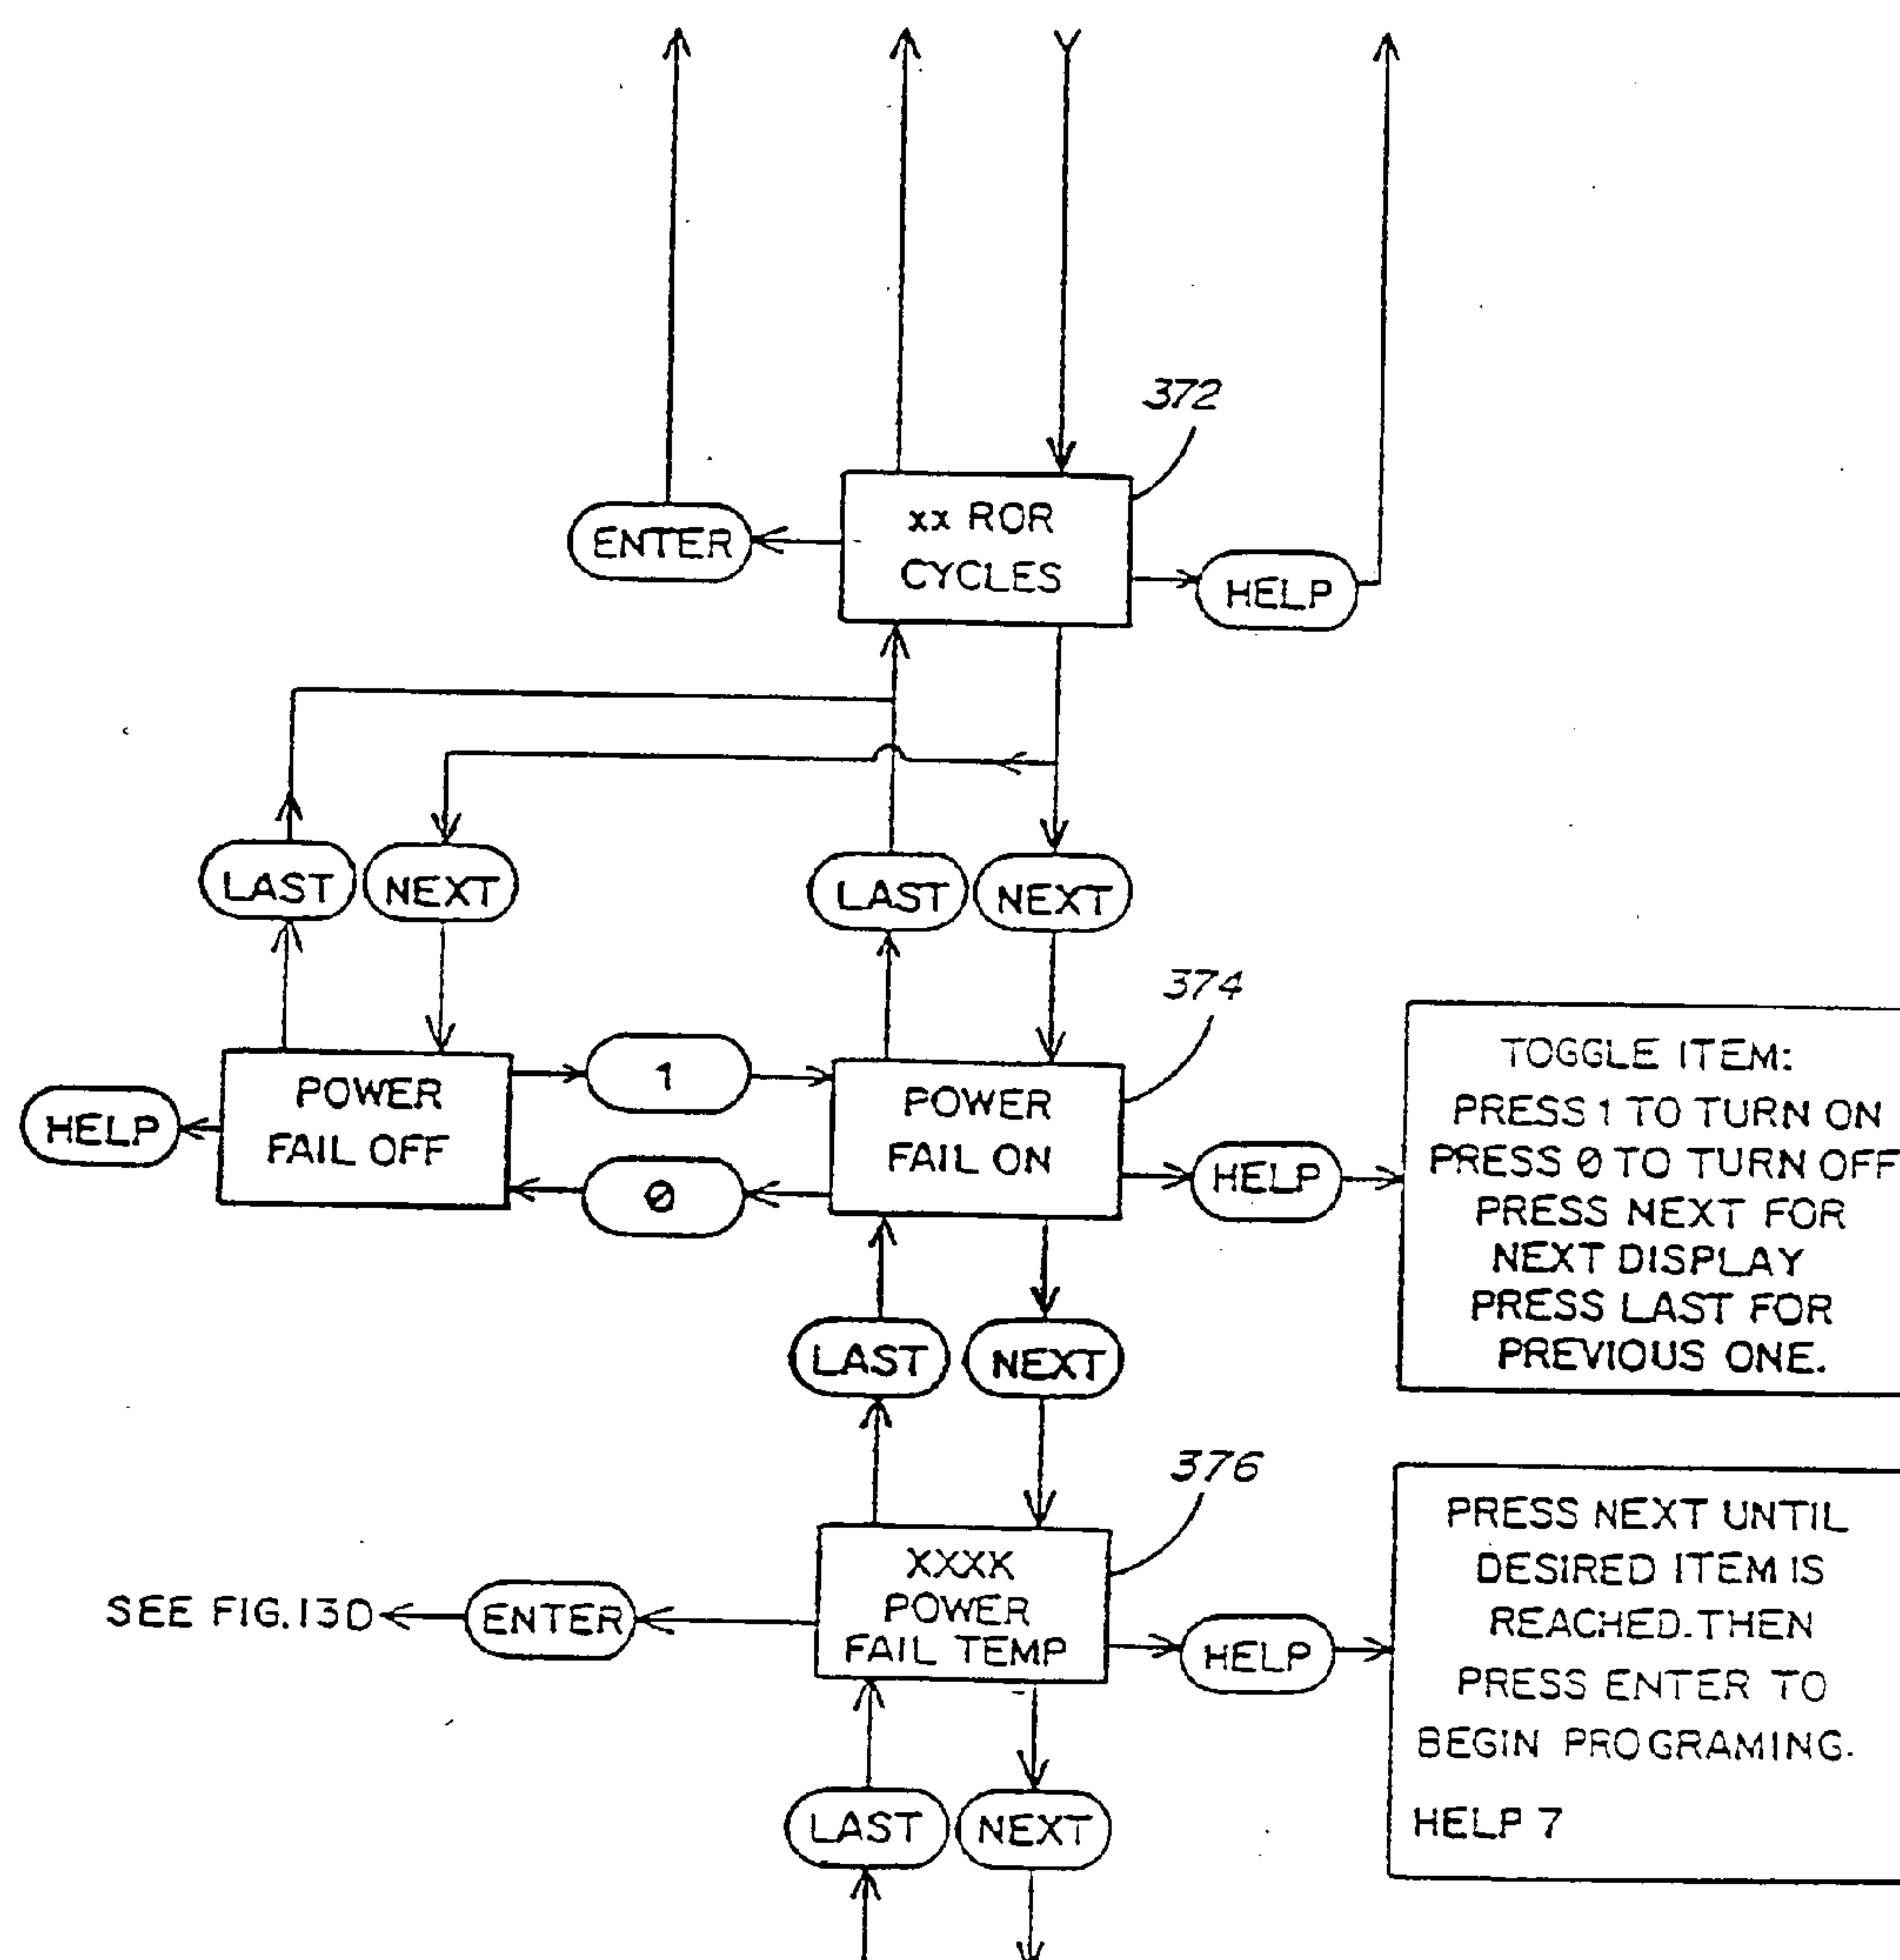 372
xx ROR
CYCLES
ENTER
HELP
LAST
NEXT
LAST
NEXT
374
POWER
FAIL OFF
HELP
1
0
POWER
FAIL ON
HELP
TOGGLE ITEM:
PRESS 1 TO TURN ON
PRESS 0 TO TURN OFF
PRESS NEXT FOR
NEXT DISPLAY
PRESS LAST FOR
PREVIOUS ONE.
LAST
NEXT
376
XXXK
POWER
FAIL TEMP
SEE FIG.13D
ENTER
HELP
PRESS NEXT UNTIL
DESIRED ITEM IS
REACHED.THEN
PRESS ENTER TO
BEGIN PROGRAMING.
HELP 7
LAST
NEXT